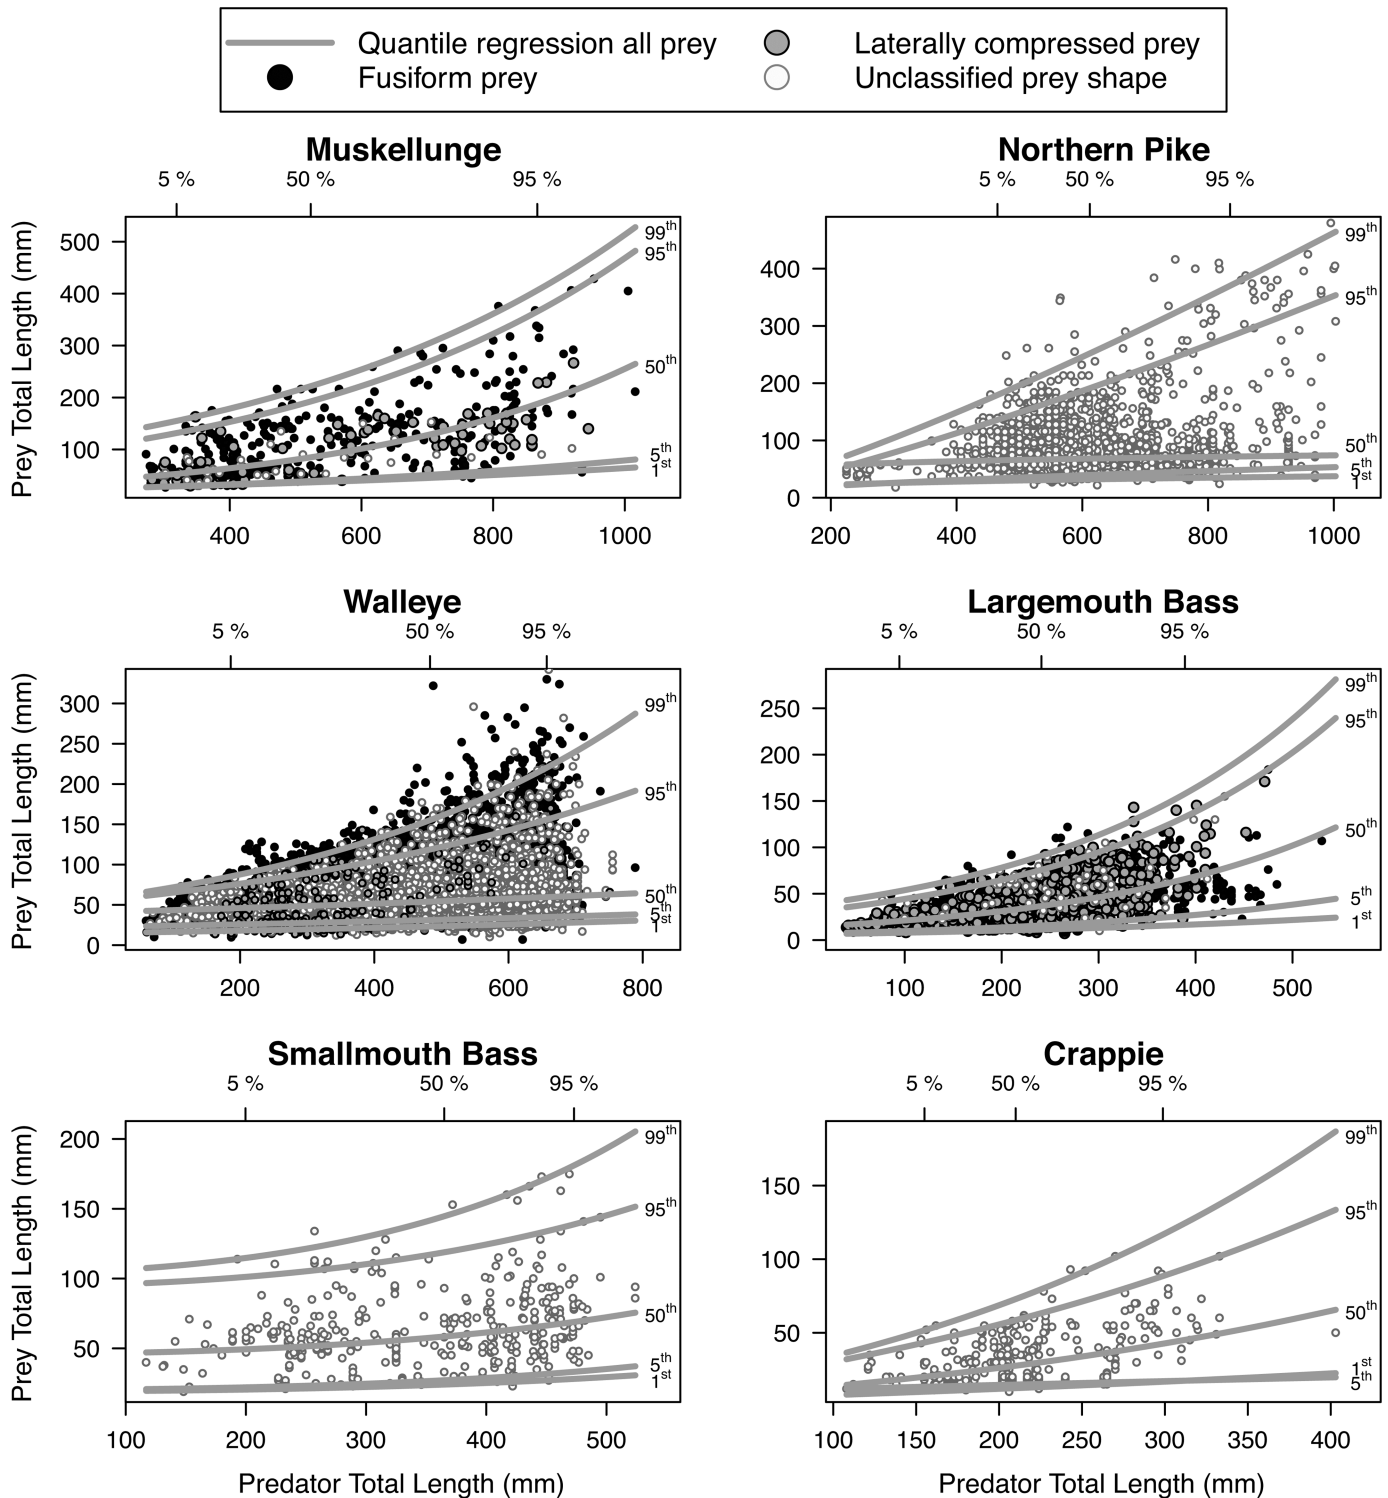 Quantile regression all prey
Laterally compressed prey
Fusiform prey
Unclassified prey shape
Muskellunge
5 % 50 % 95 %
Prey Total Length (mm)
500
400
300
200
100
99th
95th
50th
5th
1st
400 600 800 1000
Northern Pike
5 % 50 % 95 %
400
300
200
100
0
99th
95th
50th
5th
1st
200 400 600 800 1000
Walleye
5 % 50 % 95 %
Prey Total Length (mm)
300
250
200
150
100
50
0
99th
95th
50th
5th
1st
200 400 600 800
Largemouth Bass
5 % 50 % 95 %
250
200
150
100
50
0
99th
95th
50th
5th
1st
100 200 300 400 500
Smallmouth Bass
5 % 50 % 95 %
Prey Total Length (mm)
200
150
100
50
99th
95th
50th
5th
1st
100 200 300 400 500
Predator Total Length (mm)
Crappie
5 % 50 % 95 %
150
100
50
99th
95th
50th
1st
5th
100 150 200 250 300 350 400
Predator Total Length (mm)